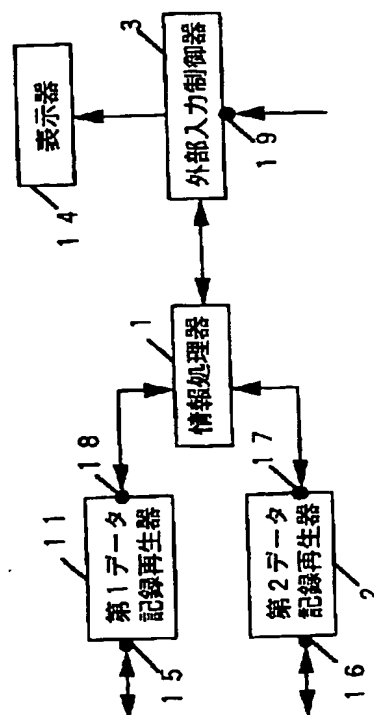 表示器
14
3
外部入力制御器
19
1
情報処理器
18
17
11
第1データ
記録再生器
15
第2データ
記録再生器
2
16